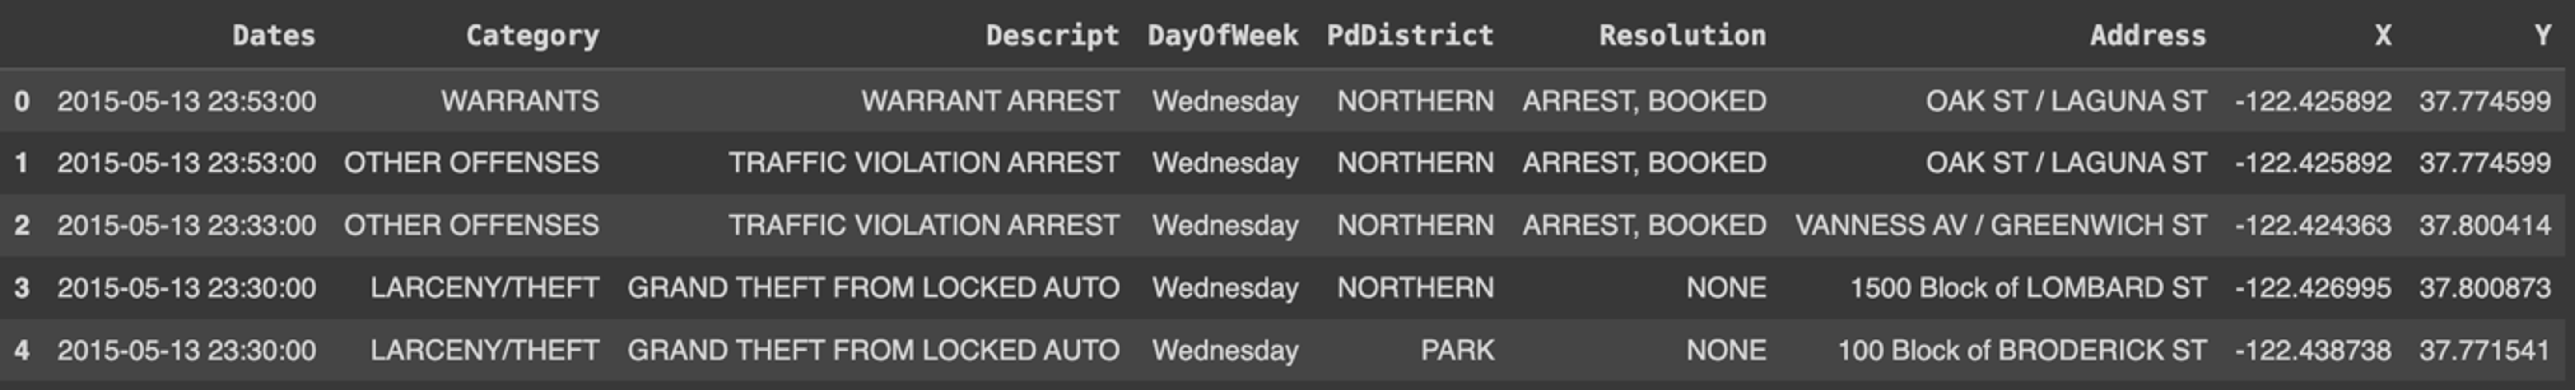 Dates Category Descript DayOfWeek PdDistrict Resolution Address X Y
0 2015-05-13 23:53:00 WARRANTS WARRANT ARREST Wednesday NORTHERN ARREST, BOOKED OAK ST / LAGUNA ST -122.425892 37.774599
1 2015-05-13 23:53:00 OTHER OFFENSES TRAFFIC VIOLATION ARREST Wednesday NORTHERN ARREST, BOOKED OAK ST / LAGUNA ST -122.425892 37.774599
2 2015-05-13 23:33:00 OTHER OFFENSES TRAFFIC VIOLATION ARREST Wednesday NORTHERN ARREST, BOOKED VANNESS AV / GREENWICH ST -122.424363 37.800414
3 2015-05-13 23:30:00 LARCENY/THEFT GRAND THEFT FROM LOCKED AUTO Wednesday NORTHERN NONE 1500 Block of LOMBARD ST -122.426995 37.800873
4 2015-05-13 23:30:00 LARCENY/THEFT GRAND THEFT FROM LOCKED AUTO Wednesday PARK NONE 100 Block of BRODERICK ST -122.438738 37.771541